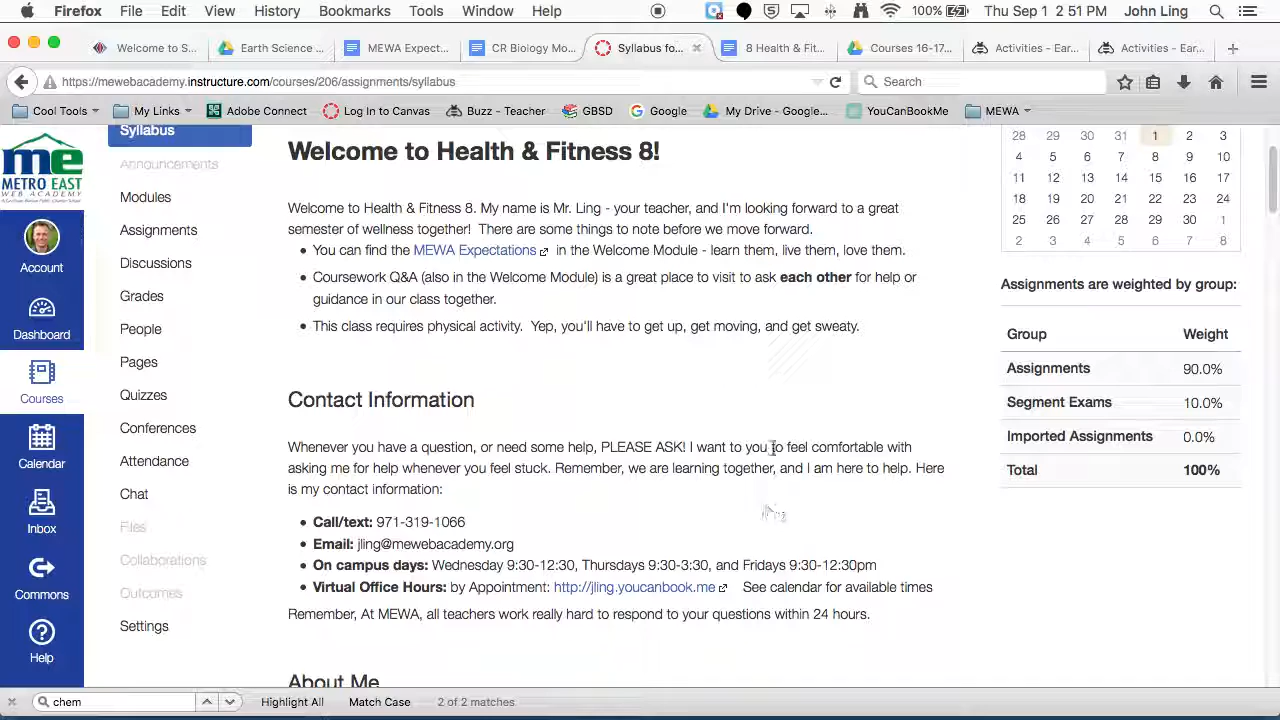 Firefox File Edit View History Bookmarks Tools Window Help 100% Thu Sep 1 2:51 PM John Ling
Welcome to S... Earth Science ... MEWA Expect... CR Biology Mo... Syllabus fo... 8 Health & Fit... Courses 16-17... Activities - Ear... Activities - Ear...
https://mewebacademy.instructure.com/courses/206/assignments/syllabus Search
Cool Tools My Links Adobe Connect Log In to Canvas Buzz - Teacher GBSD Google My Drive - Google... YouCanBookMe MEWA
me
METRO EAST
WEB ACADEMY
Account
Dashboard
Courses
Calendar
Inbox
Commons
Help
Syllabus
Announcements
Modules
Assignments
Discussions
Grades
People
Pages
Quizzes
Conferences
Attendance
Chat
Files
Collaborations
Outcomes
Settings
Welcome to Health & Fitness 8!
Welcome to Health & Fitness 8. My name is Mr. Ling - your teacher, and I'm looking forward to a great
semester of wellness together! There are some things to note before we move forward.
• You can find the MEWA Expectations in the Welcome Module - learn them, live them, love them.
• Coursework Q&A (also in the Welcome Module) is a great place to visit to ask each other for help or
guidance in our class together.
• This class requires physical activity. Yep, you'll have to get up, get moving, and get sweaty.
Contact Information
Whenever you have a question, or need some help, PLEASE ASK! I want to you to feel comfortable with
asking me for help whenever you feel stuck. Remember, we are learning together, and I am here to help. Here
is my contact information:
• Call/text: 971-319-1066
• Email: jling@mewebacademy.org
• On campus days: Wednesday 9:30-12:30, Thursdays 9:30-3:30, and Fridays 9:30-12:30pm
• Virtual Office Hours: by Appointment: http://jling.youcanbook.me See calendar for available times
Remember, At MEWA, all teachers work really hard to respond to your questions within 24 hours.
About Me
28 29 30 31 1 2 3
4 5 6 7 8 9 10
11 12 13 14 15 16 17
18 19 20 21 22 23 24
25 26 27 28 29 30 1
2 3 4 5 6 7 8
Assignments are weighted by group:
Group Weight
Assignments 90.0%
Segment Exams 10.0%
Imported Assignments 0.0%
Total 100%
chem Highlight All Match Case 2 of 2 matches